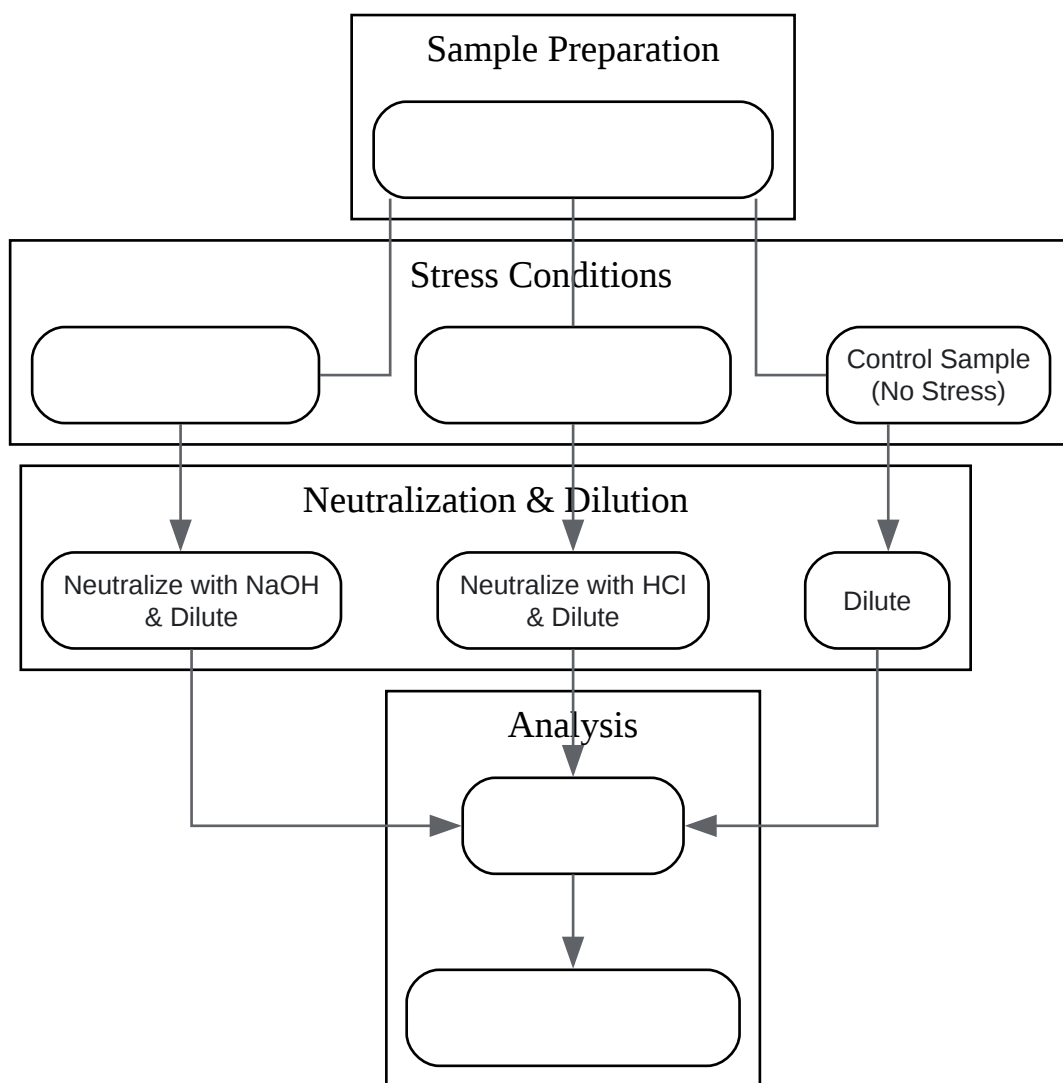 Sample Preparation
Stress Conditions
Control Sample
(No Stress)
Neutralization & Dilution
Neutralize with NaOH
& Dilute
Neutralize with HCl
& Dilute
Dilute
Analysis